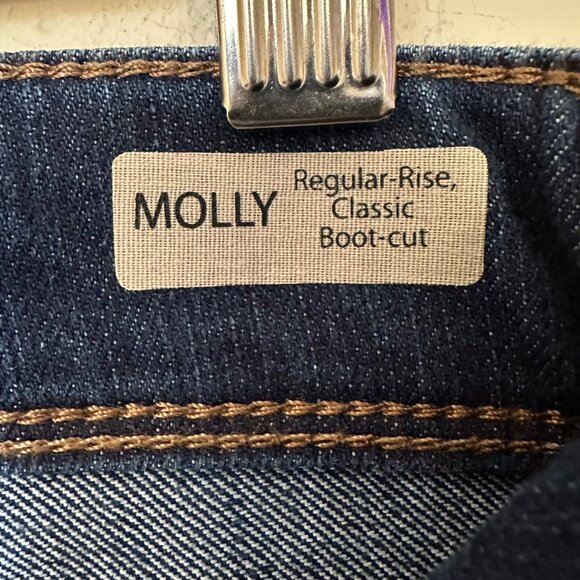 MOLLY
Regular-Rise,
Classic
Boot-cut